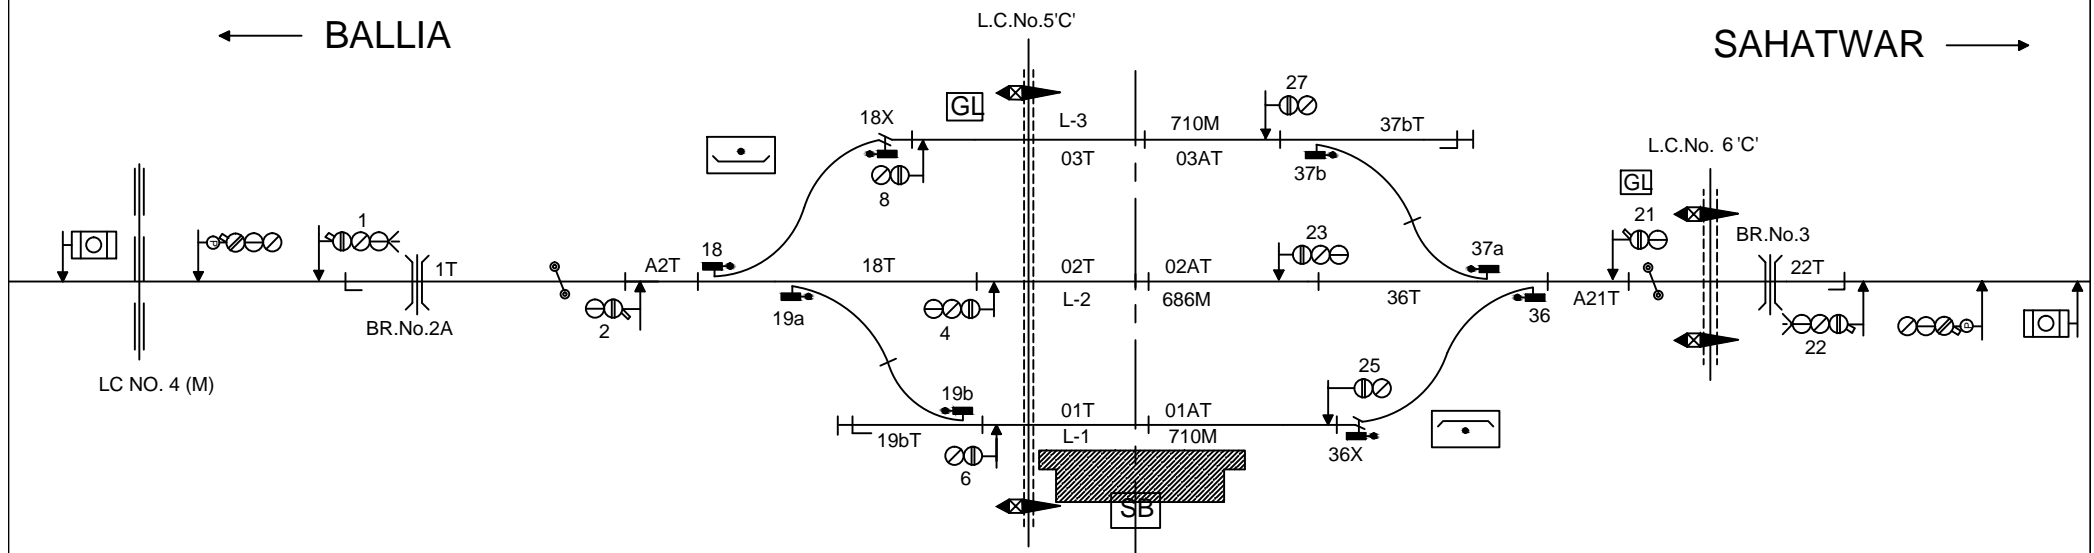 L.C.No.5'C'
BALLIA
SAHATWAR
27
GL
18X
L-3
710M
37bT
03T
03AT
L.C.No. 6 'C'
37b
8
GL
1
21
18
23
37a
BR.No.3
P
1T
A2T
18T
02T
02AT
22T
L-2
686M
36T
A21T
BR.No.2A
2
19a
4
36
22
P
LC NO. 4 (M)
25
19b
01T
01AT
19bT
L-1
710M
36X
6
SB